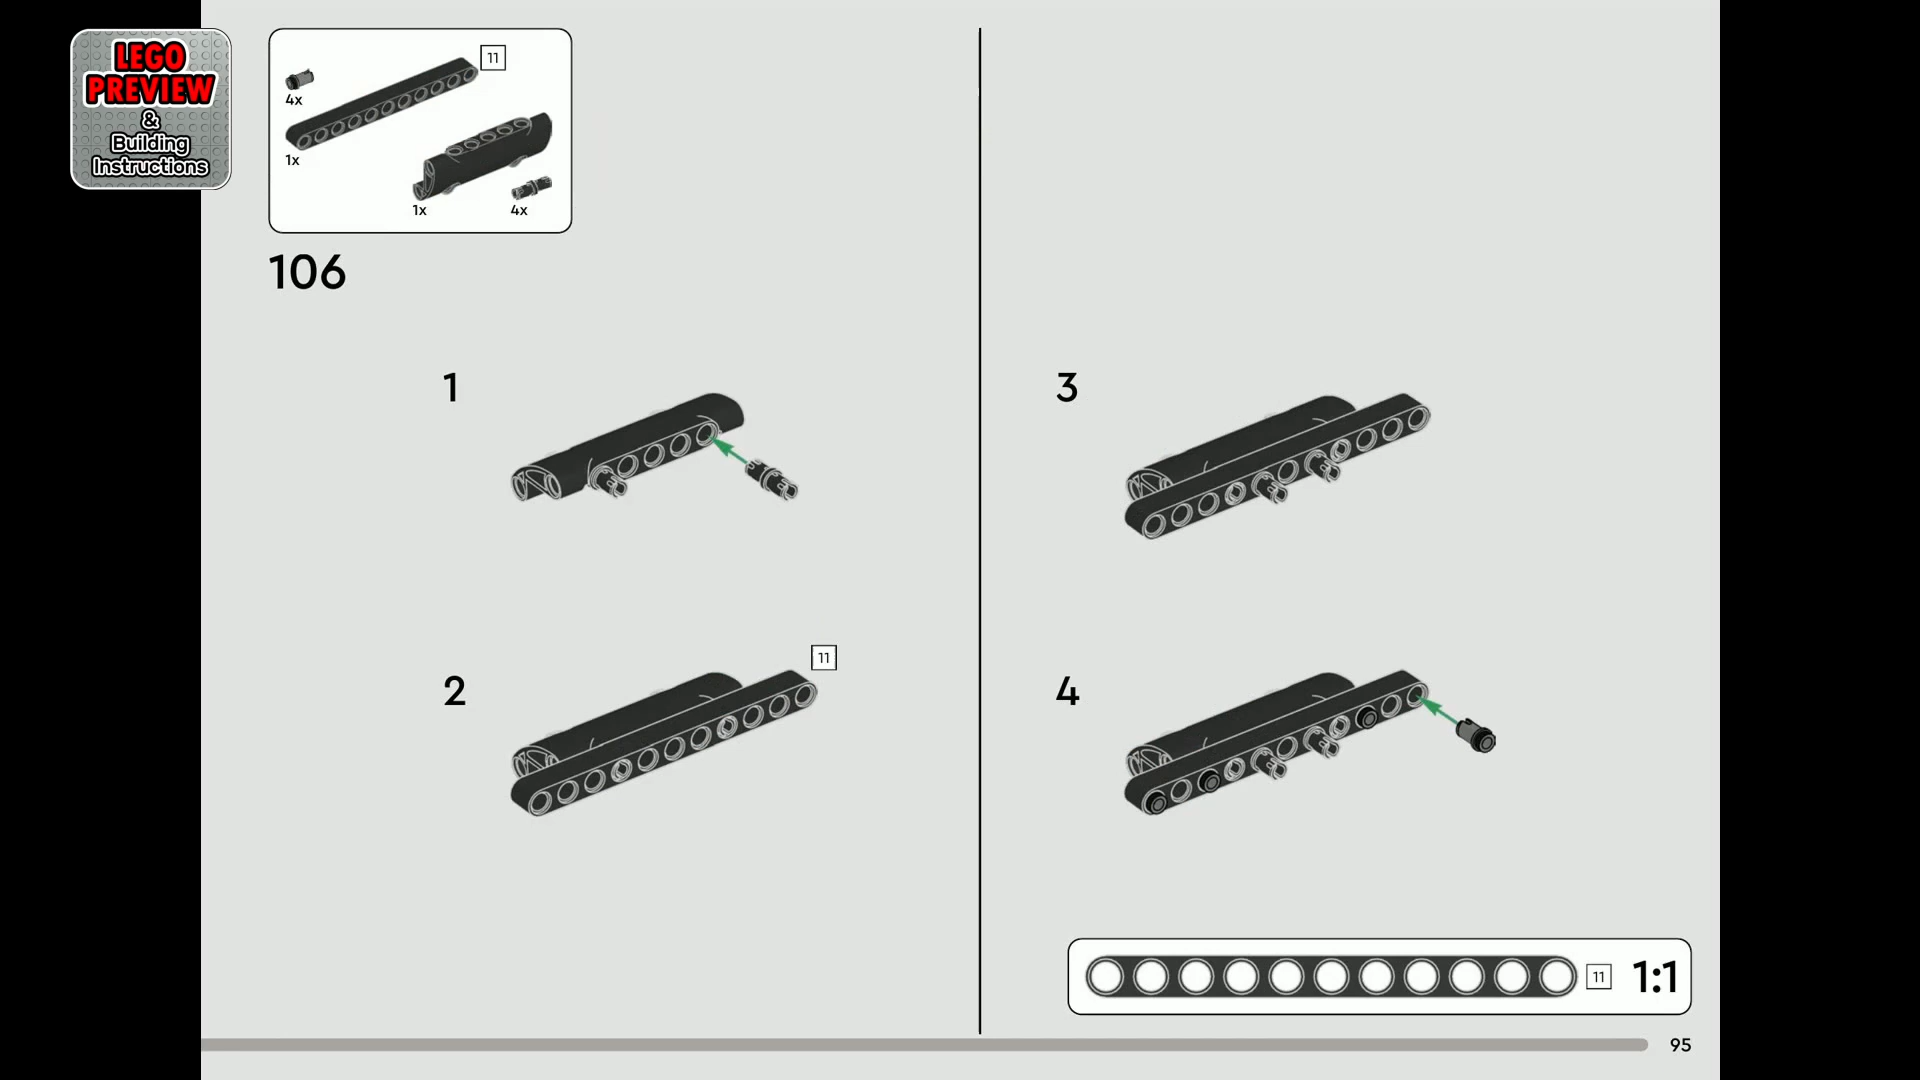 LEGO
PREVIEW
&
Building
Instructions
4x
11
1x
1x
4x
106
1
2
11
3
4
11
1:1
95